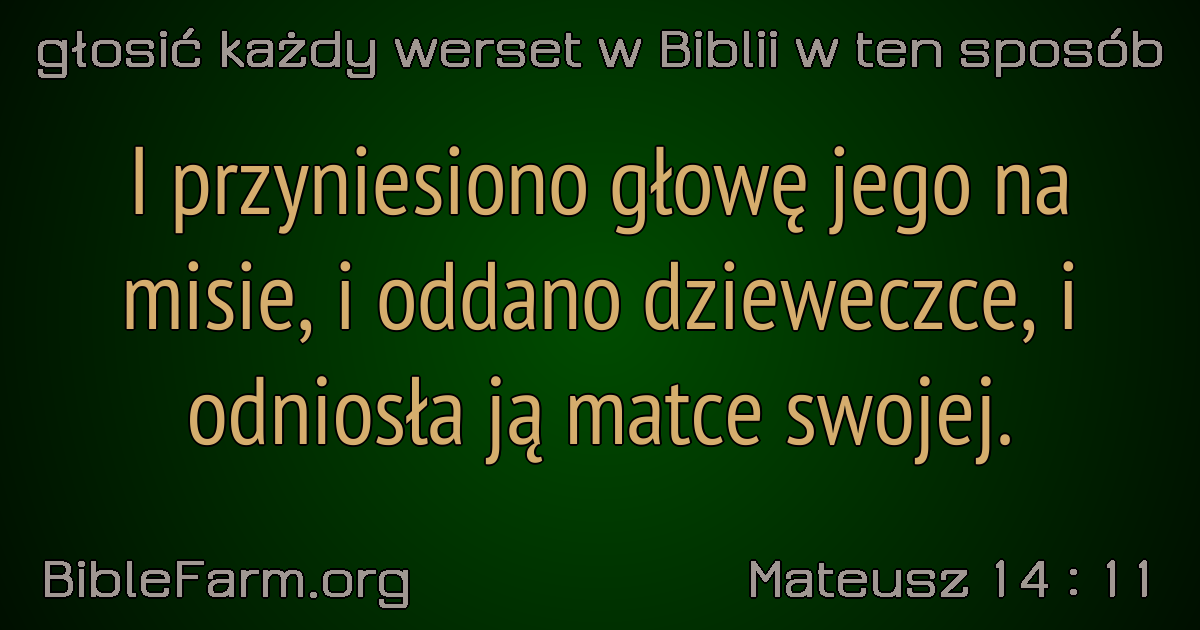 głosić każdy werset w Biblii w ten sposób
I przyniesiono głowę jego na
misie, i oddano dzieweczce, i
odniosła ją matce swojej.
BibleFarm.org
Mateusz 14 : 11